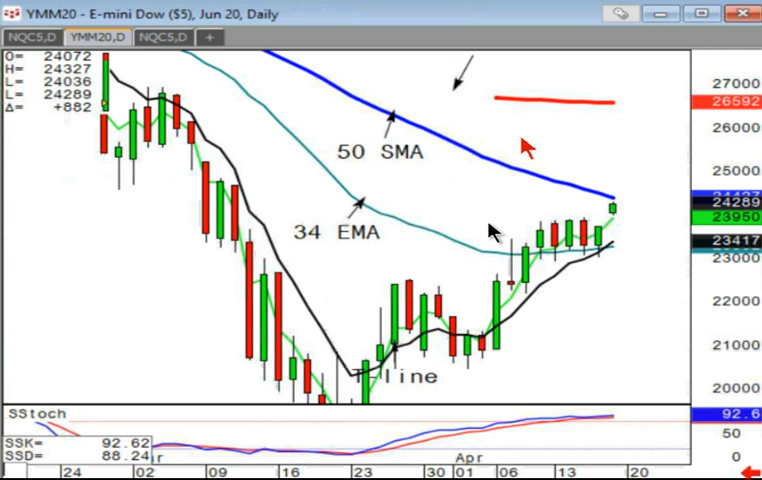 YMM20 - E-mini Dow ($5), Jun 20, Daily
NQC5,D YMM20,D NQC5,D +
O= 24072
H= 24327
L= 24036
L= 24289
Δ= +882
27000
26592
26000
50 SMA
25000
24289
34 EMA
23950
23417
23000
22000
21000
T-line
20000
SStoch
92.6
50
SSK= 92.62
SSD= 88.24
0
Apr
24 02 09 16 23 30 01 06 13 20